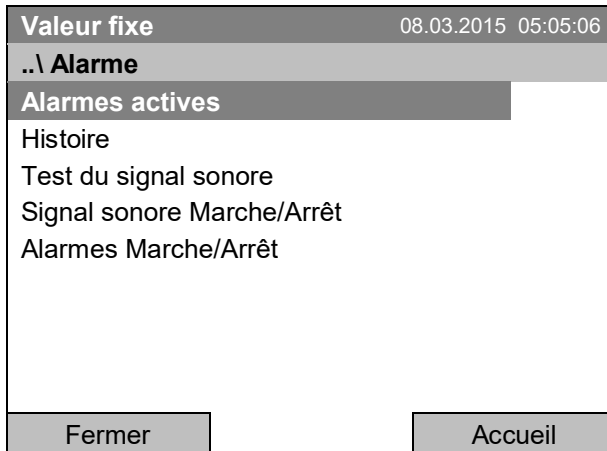 Valeur fixe 08.03.2015 05:05:06
..\ Alarme
Alarmes actives
Histoire
Test du signal sonore
Signal sonore Marche/Arrêt
Alarmes Marche/Arrêt
Fermer Accueil